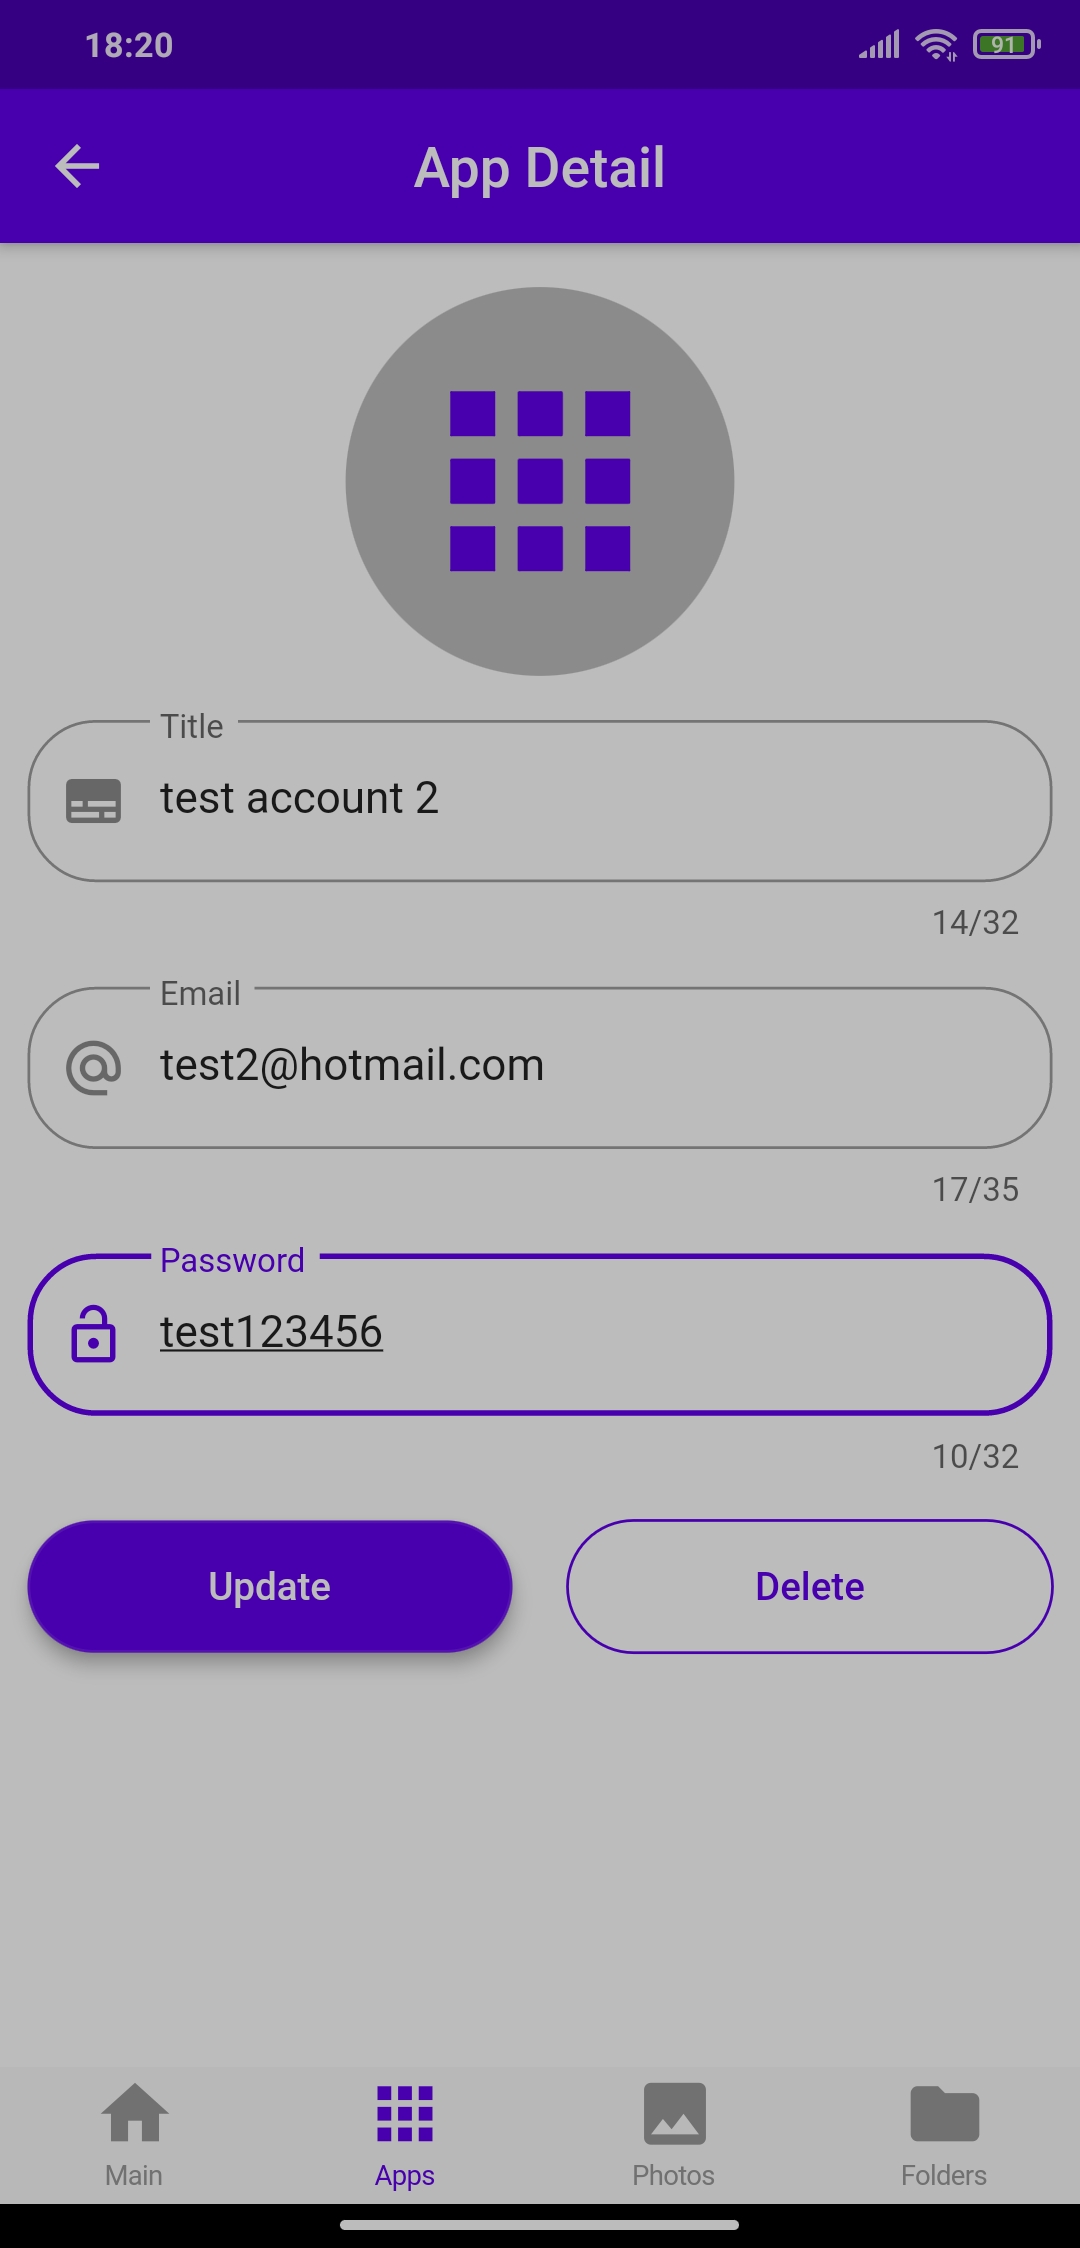 18:20
91
App Detail
Title
test account 2
14/32
Email
test2@hotmail.com
17/35
Password
test123456
10/32
Update
Delete
Main
Apps
Photos
Folders